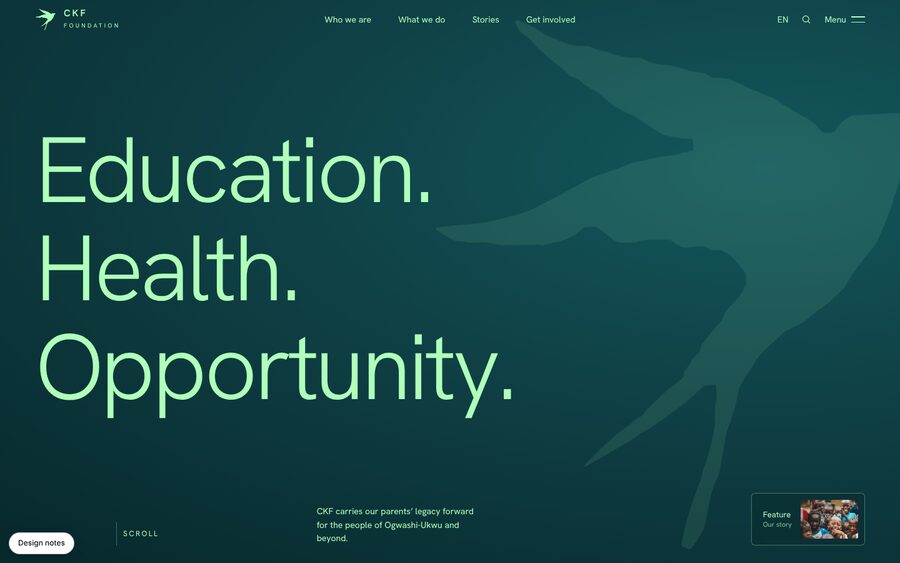 CKF
FOUNDATION
Who we are
What we do
Stories
Get involved
EN
Menu
Education.
Health.
Opportunity.
CKF carries our parents’ legacy forward
for the people of Ogwashi-Ukwu and
beyond.
SCROLL
Feature
Our story
Design notes